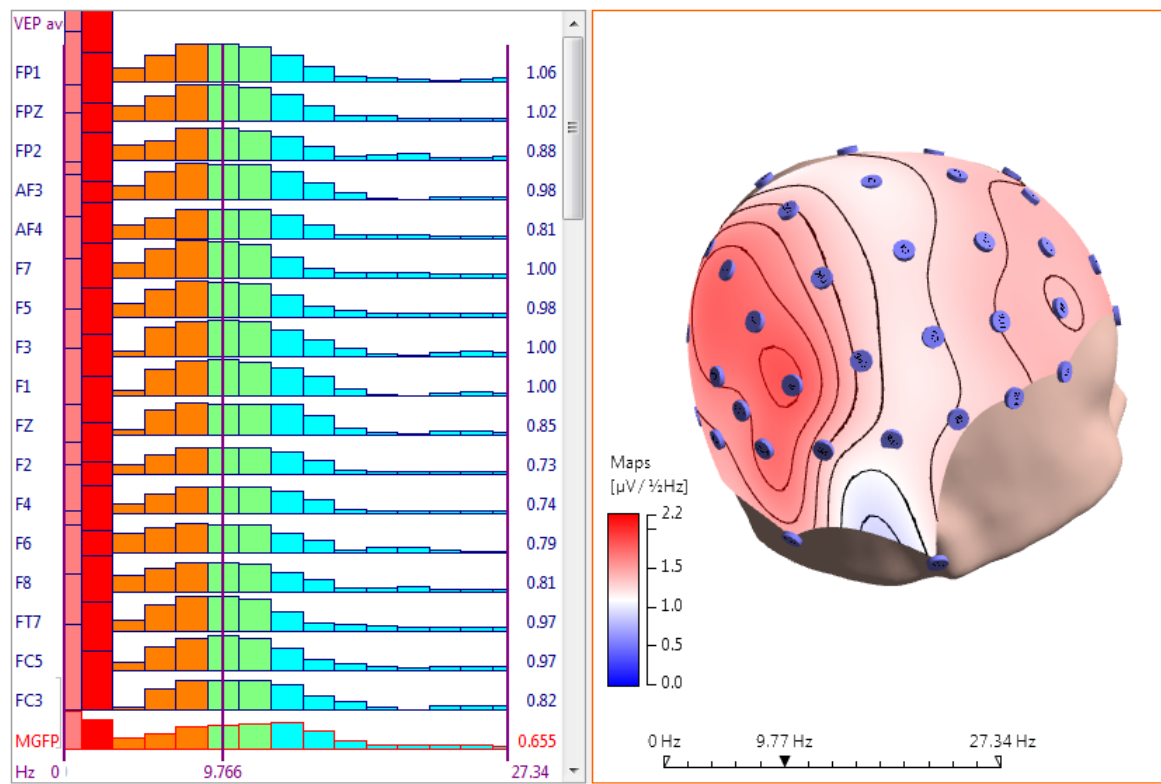 VEP av
FP1 1.06
FPZ 1.02
FP2 0.88
AF3 0.98
AF4 0.81
F7 1.00
F5 0.98
F3 1.00
F1 1.00
FZ 0.85
F2 0.73
F4 0.74
F6 0.79
F8 0.81
FT7 0.97
FC5 0.97
FC3 0.82
MGFP 0.655
Hz 0 9.766 27.34
Maps
[µV / ½Hz]
2.2
1.5
1.0
0.5
0.0
0 Hz 9.77 Hz 27.34 Hz